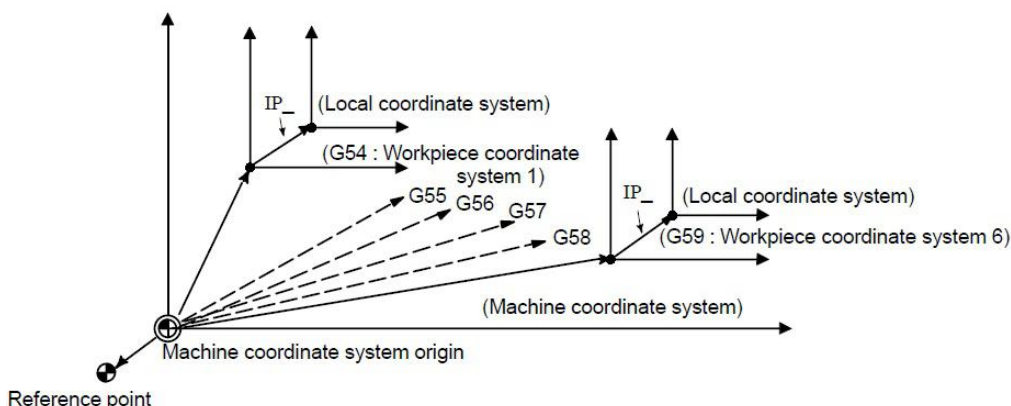 IP_
(Local coordinate system)
(G54 : Workpiece coordinate
system 1)
G55
G56
G57
G58
IP_
(Local coordinate system)
(G59 : Workpiece coordinate system 6)
(Machine coordinate system)
Machine coordinate system origin
Reference point